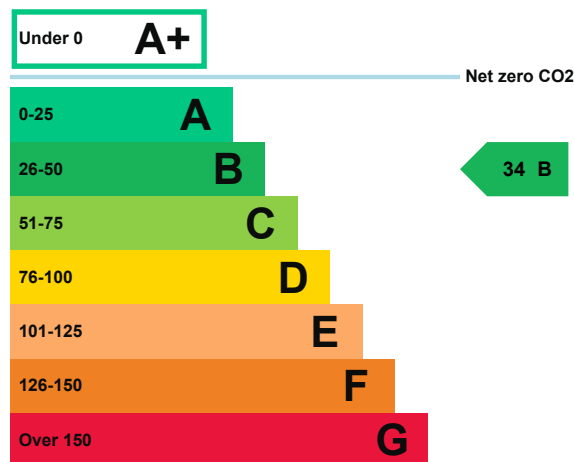 Under 0 A+
Net zero CO2
0-25 A
26-50 B
34 B
51-75 C
76-100 D
101-125 E
126-150 F
Over 150 G